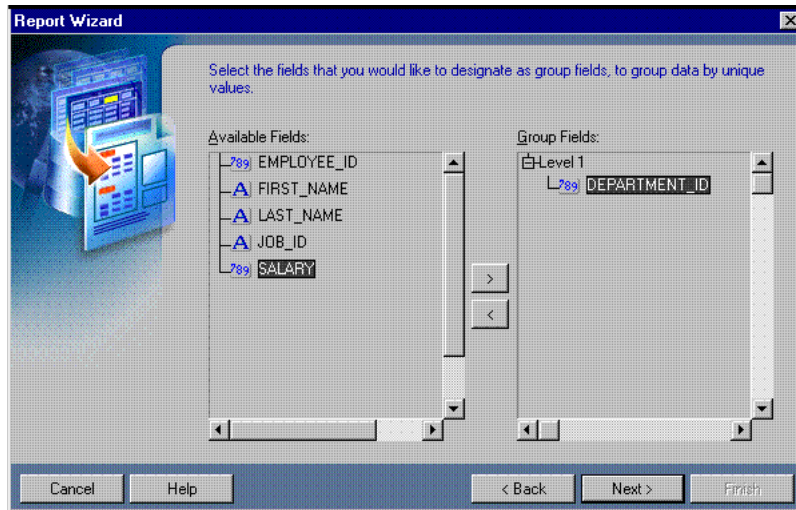 Report Wizard
Select the fields that you would like to designate as group fields, to group data by unique
values.
Available Fields:
Group Fields:
789 EMPLOYEE_ID
A FIRST_NAME
A LAST_NAME
A JOB_ID
789 SALARY
Level 1
789 DEPARTMENT_ID
>
<
Cancel
Help
< Back
Next >
Finish